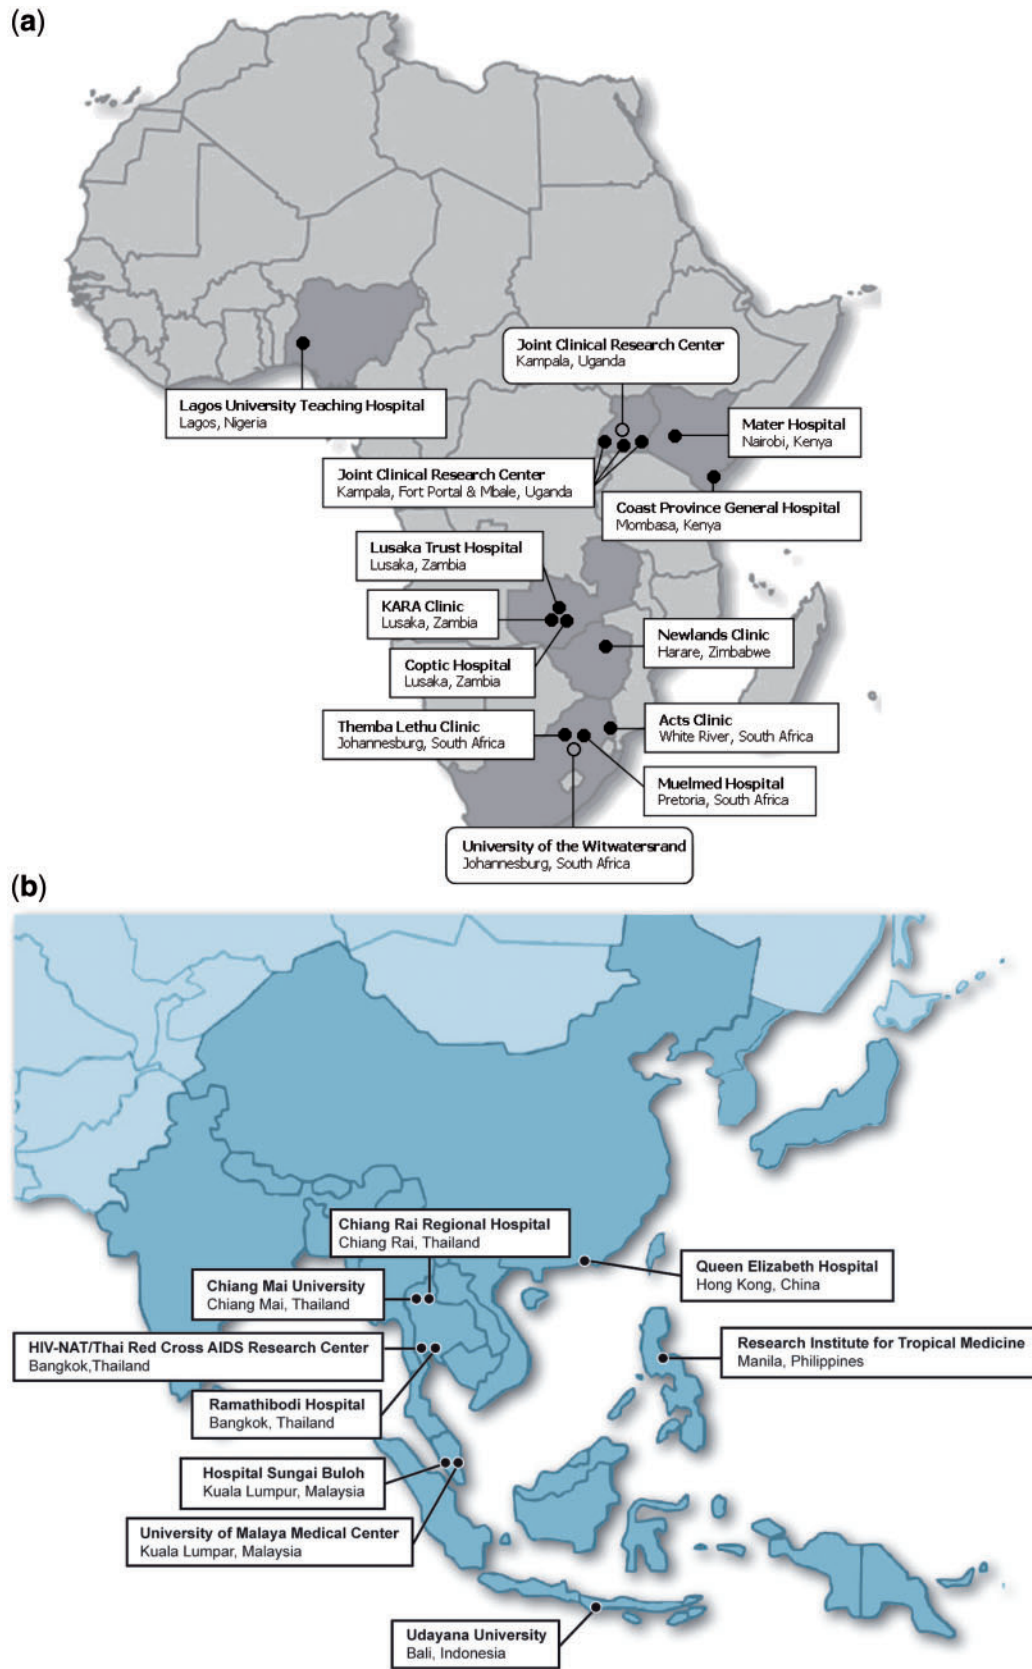 (a)
Joint Clinical Research Center
Kampala, Uganda
Lagos University Teaching Hospital
Lagos, Nigeria
Mater Hospital
Nairobi, Kenya
Joint Clinical Research Center
Kampala, Fort Portal & Mbale, Uganda
Coast Province General Hospital
Mombasa, Kenya
Lusaka Trust Hospital
Lusaka, Zambia
KARA Clinic
Lusaka, Zambia
Newlands Clinic
Harare, Zimbabwe
Coptic Hospital
Lusaka, Zambia
Themba Lethu Clinic
Johannesburg, South Africa
Acts Clinic
White River, South Africa
Muelmed Hospital
Pretoria, South Africa
University of the Witwatersrand
Johannesburg, South Africa
(b)
Chiang Rai Regional Hospital
Chiang Rai, Thailand
Queen Elizabeth Hospital
Hong Kong, China
Chiang Mai University
Chiang Mai, Thailand
HIV-NAT/Thai Red Cross AIDS Research Center
Bangkok,Thailand
Research Institute for Tropical Medicine
Manila, Philippines
Ramathibodi Hospital
Bangkok, Thailand
Hospital Sungai Buloh
Kuala Lumpur, Malaysia
University of Malaya Medical Center
Kuala Lumpar, Malaysia
Udayana University
Bali, Indonesia